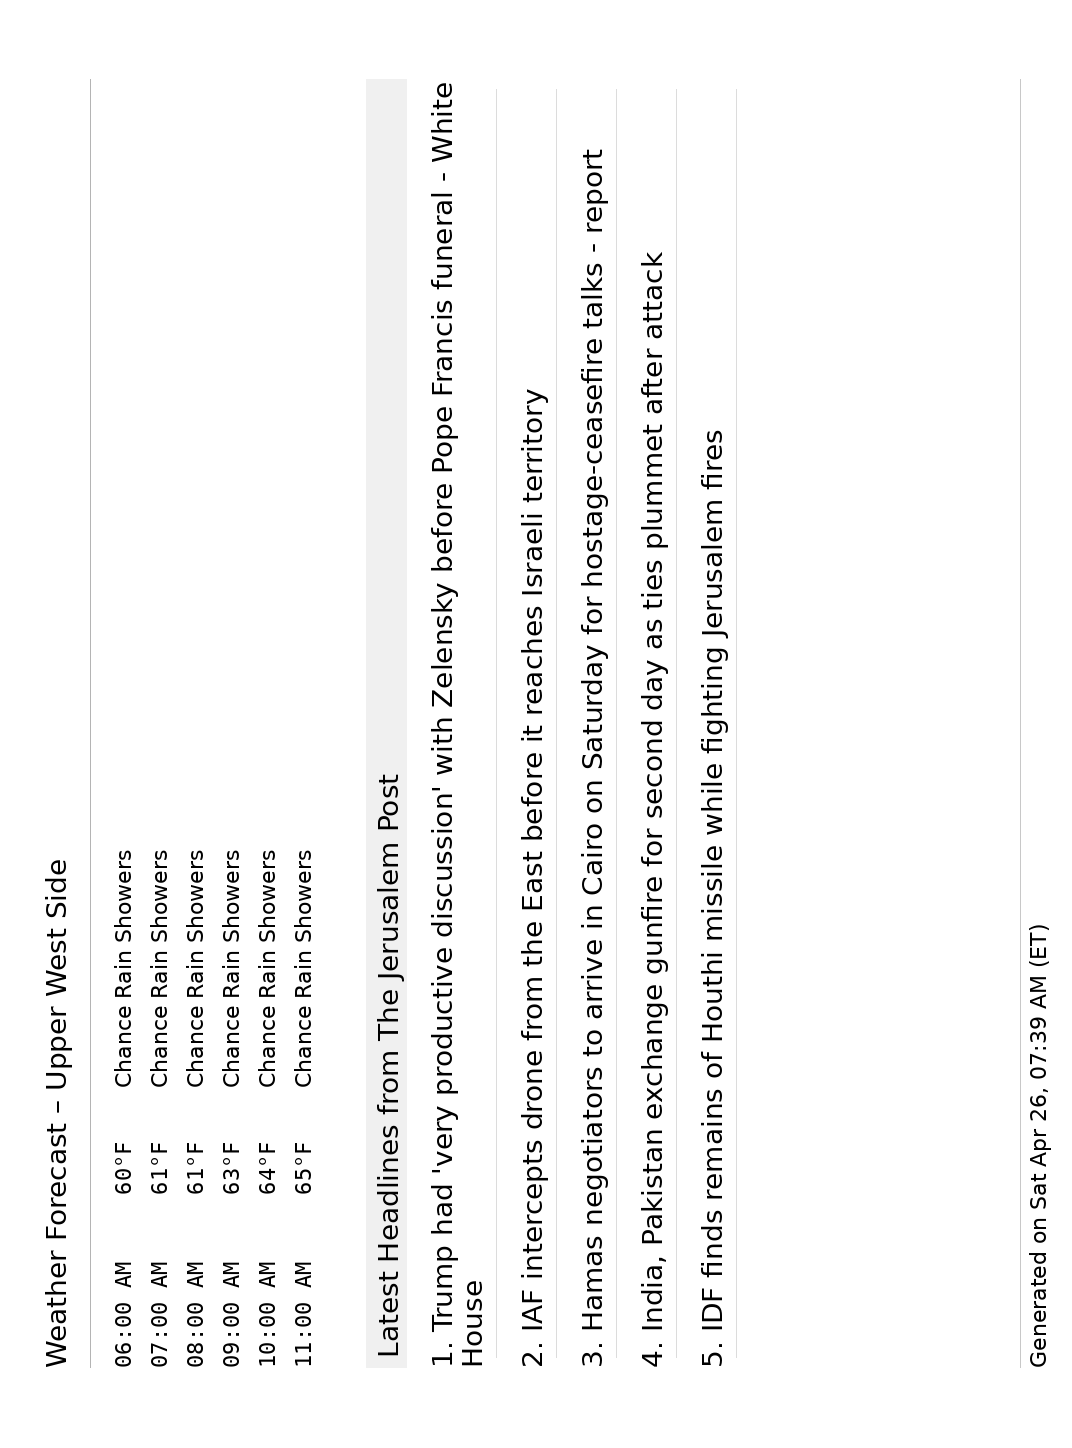 Weather Forecast – Upper West Side
06:00 AM 60°F Chance Rain Showers
07:00 AM 61°F Chance Rain Showers
08:00 AM 61°F Chance Rain Showers
09:00 AM 63°F Chance Rain Showers
10:00 AM 64°F Chance Rain Showers
11:00 AM 65°F Chance Rain Showers
Latest Headlines from The Jerusalem Post
1. Trump had 'very productive discussion' with Zelensky before Pope Francis funeral - White
House
2. IAF intercepts drone from the East before it reaches Israeli territory
3. Hamas negotiators to arrive in Cairo on Saturday for hostage-ceasefire talks - report
4. India, Pakistan exchange gunfire for second day as ties plummet after attack
5. IDF finds remains of Houthi missile while fighting Jerusalem fires
Generated on Sat Apr 26, 07:39 AM (ET)